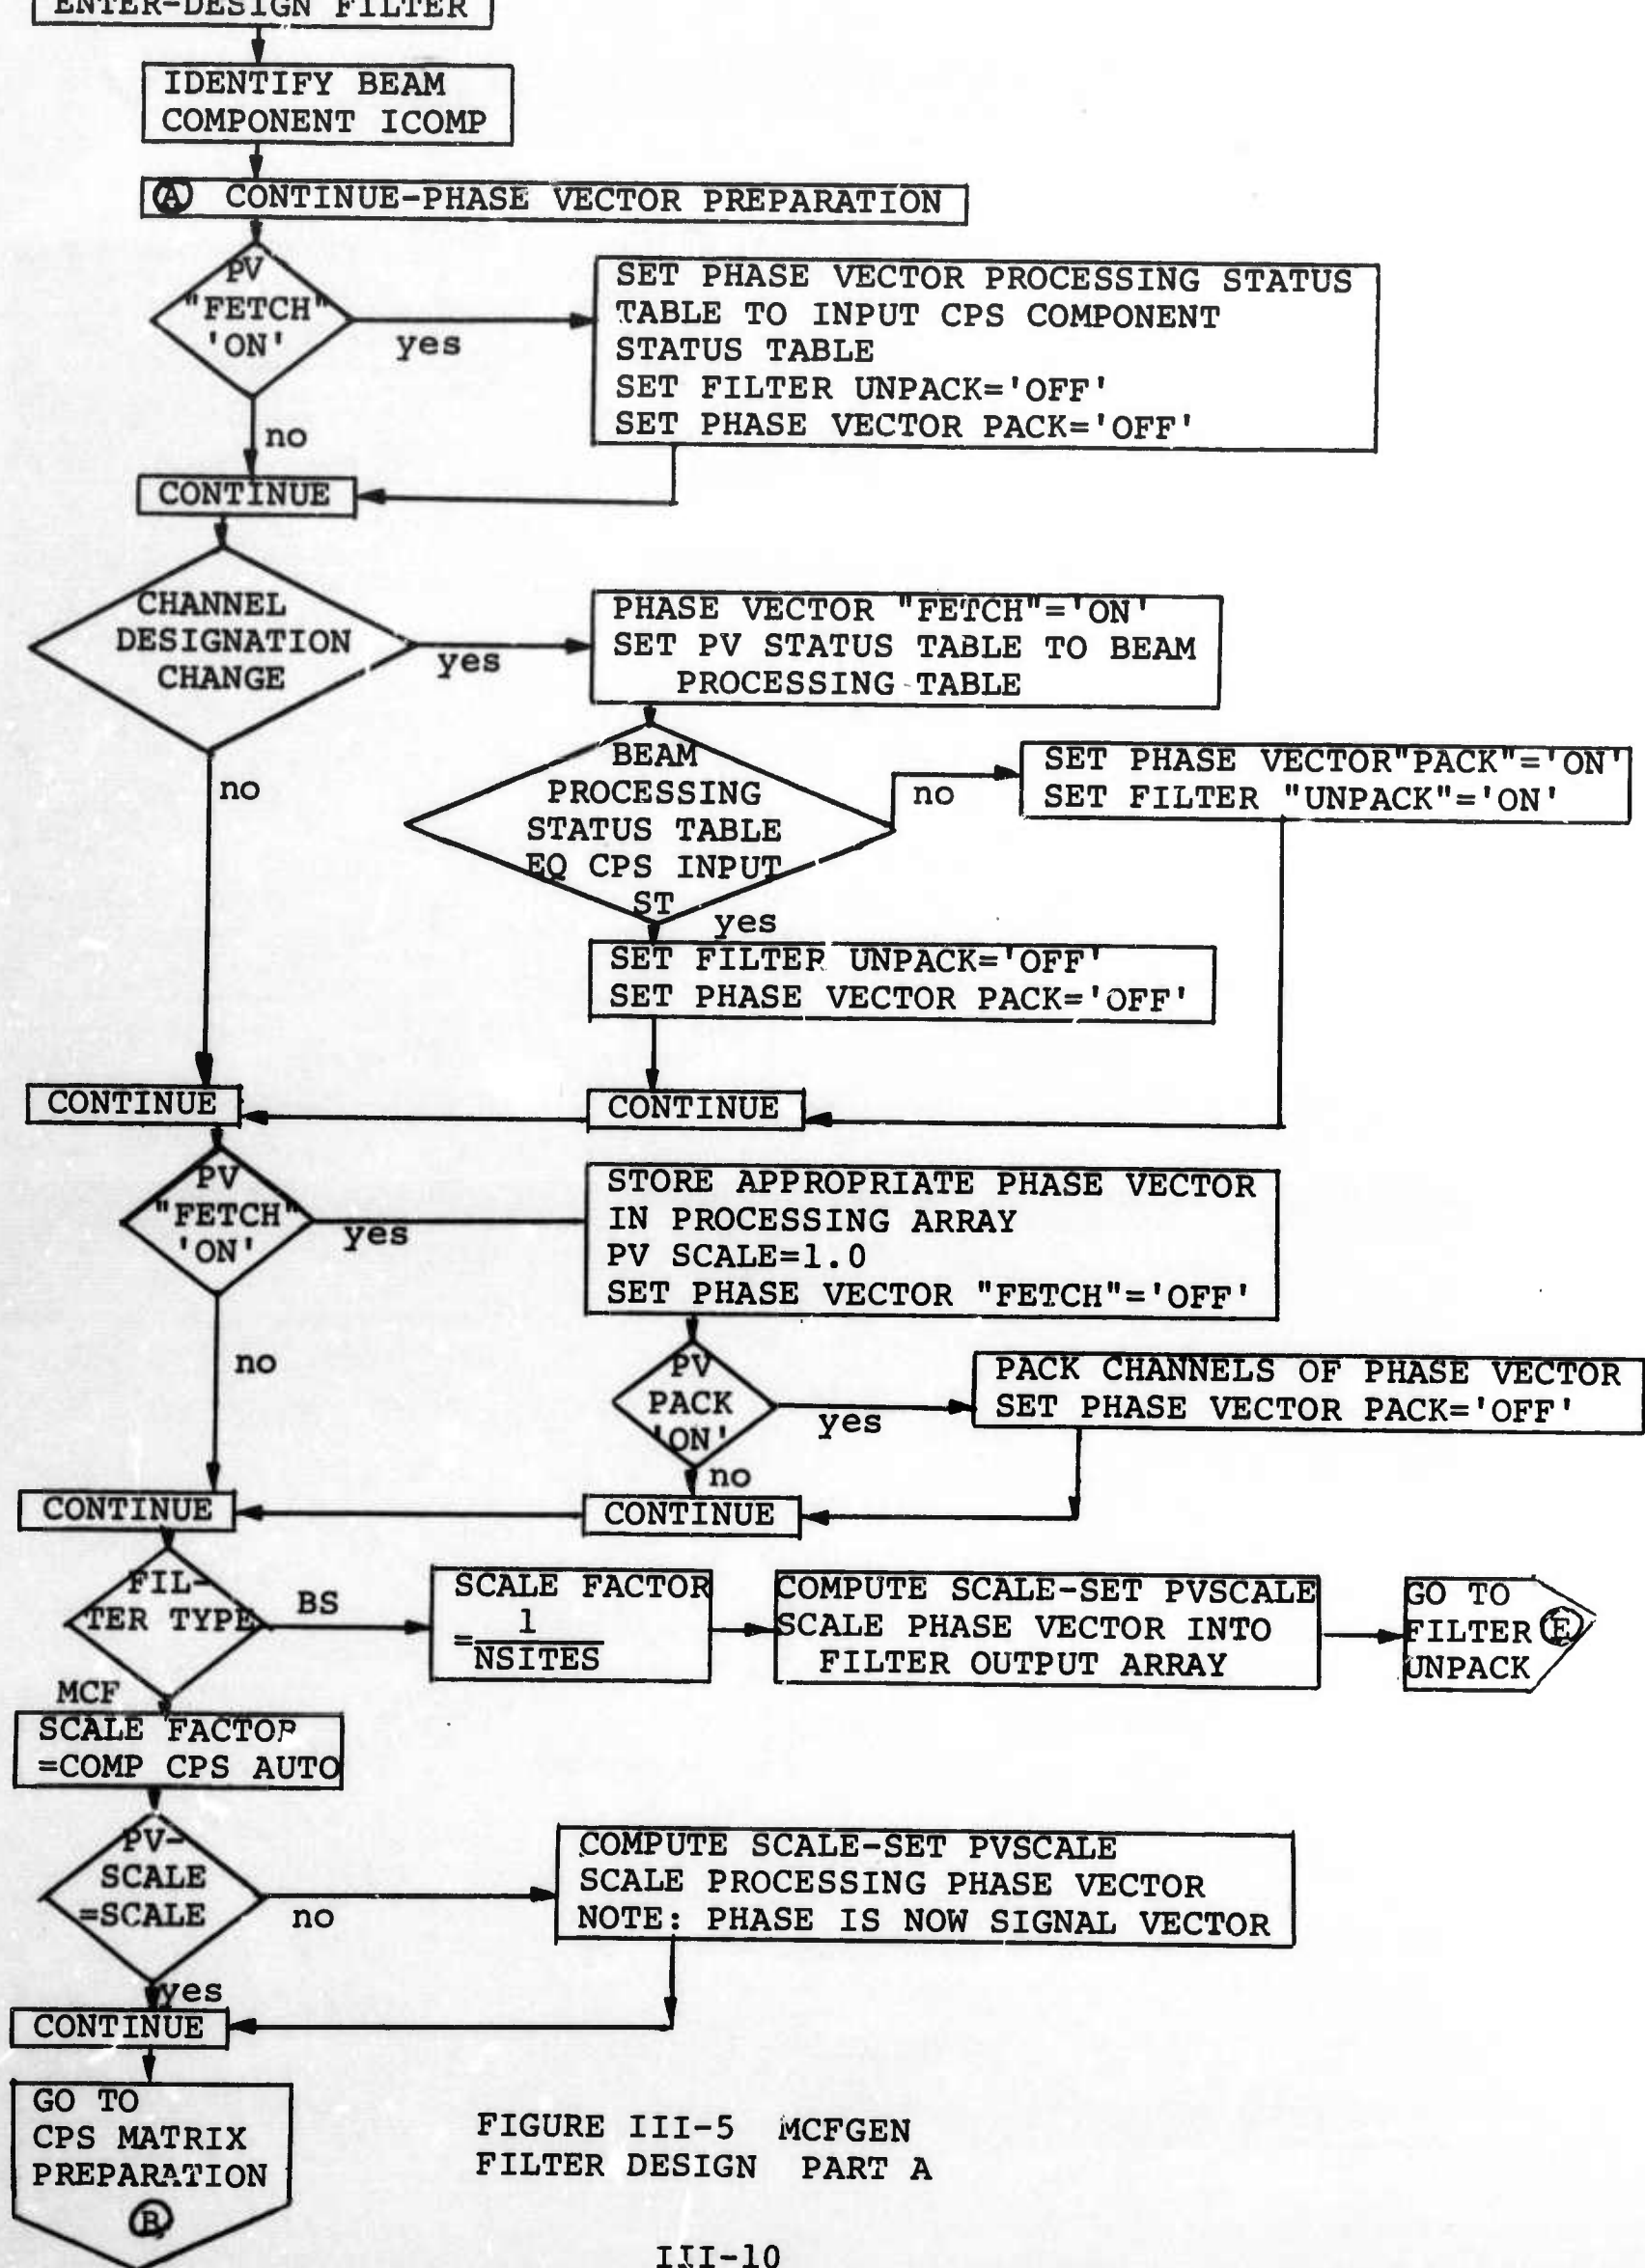 ENTER-DESIGN FILTER
IDENTIFY BEAM
COMPONENT ICOMP
A CONTINUE-PHASE VECTOR PREPARATION
PV
"FETCH"
'ON'
yes
no
SET PHASE VECTOR PROCESSING STATUS
TABLE TO INPUT CPS COMPONENT
STATUS TABLE
SET FILTER UNPACK='OFF'
SET PHASE VECTOR PACK='OFF'
CONTINUE
CHANNEL
DESIGNATION
CHANGE
yes
no
PHASE VECTOR "FETCH"='ON'
SET PV STATUS TABLE TO BEAM
PROCESSING TABLE
BEAM
PROCESSING
STATUS TABLE
EQ CPS INPUT
ST
no
yes
SET PHASE VECTOR"PACK"='ON'
SET FILTER "UNPACK"='ON'
SET FILTER UNPACK='OFF'
SET PHASE VECTOR PACK='OFF'
CONTINUE
CONTINUE
PV
"FETCH"
'ON'
yes
no
STORE APPROPRIATE PHASE VECTOR
IN PROCESSING ARRAY
PV SCALE=1.0
SET PHASE VECTOR "FETCH"='OFF'
PV
PACK
'ON'
yes
no
PACK CHANNELS OF PHASE VECTOR
SET PHASE VECTOR PACK='OFF'
CONTINUE
CONTINUE
FIL-
TER TYPE
BS
MCF
SCALE FACTOR
1
=
NSITES
COMPUTE SCALE-SET PVSCALE
SCALE PHASE VECTOR INTO
FILTER OUTPUT ARRAY
GO TO
FILTER E
UNPACK
SCALE FACTOR
=COMP CPS AUTO
PV-
SCALE
=SCALE
no
yes
COMPUTE SCALE-SET PVSCALE
SCALE PROCESSING PHASE VECTOR
NOTE: PHASE IS NOW SIGNAL VECTOR
CONTINUE
GO TO
CPS MATRIX
PREPARATION
B
FIGURE III-5 MCFGEN
FILTER DESIGN PART A
III-10